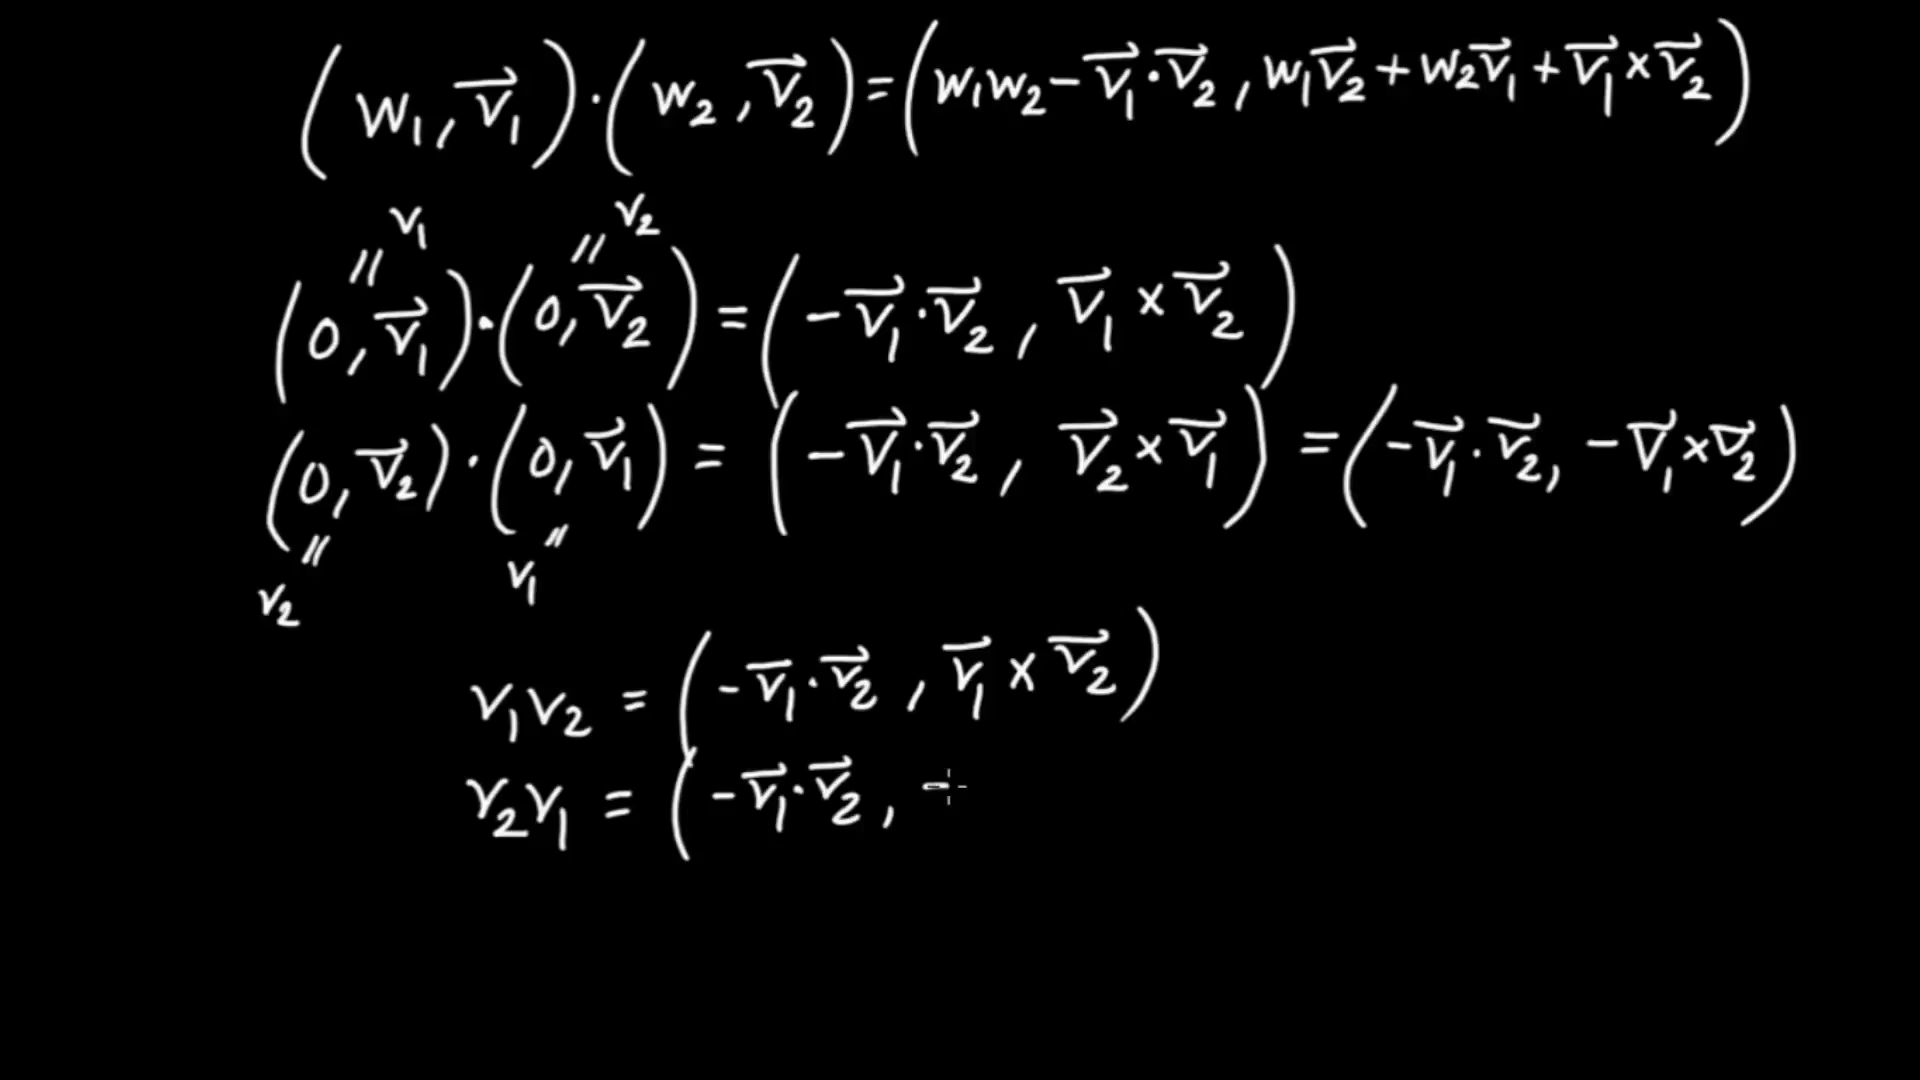 (w₁, v⃗₁) · (w₂, v⃗₂) = (w₁w₂ − v⃗₁ · v⃗₂, w₁v⃗₂ + w₂v⃗₁ + v⃗₁ × v⃗₂)
v₁ v₂
= =
(0, v⃗₁) · (0, v⃗₂) = (− v⃗₁ · v⃗₂, v⃗₁ × v⃗₂)
(0, v⃗₂) · (0, v⃗₁) = (− v⃗₁ · v⃗₂, v⃗₂ × v⃗₁) = (− v⃗₁ · v⃗₂, − v⃗₁ × v⃗₂)
= =
v₂ v₁
v₁v₂ = (− v⃗₁ · v⃗₂, v⃗₁ × v⃗₂)
v₂v₁ = (− v⃗₁ · v⃗₂, −